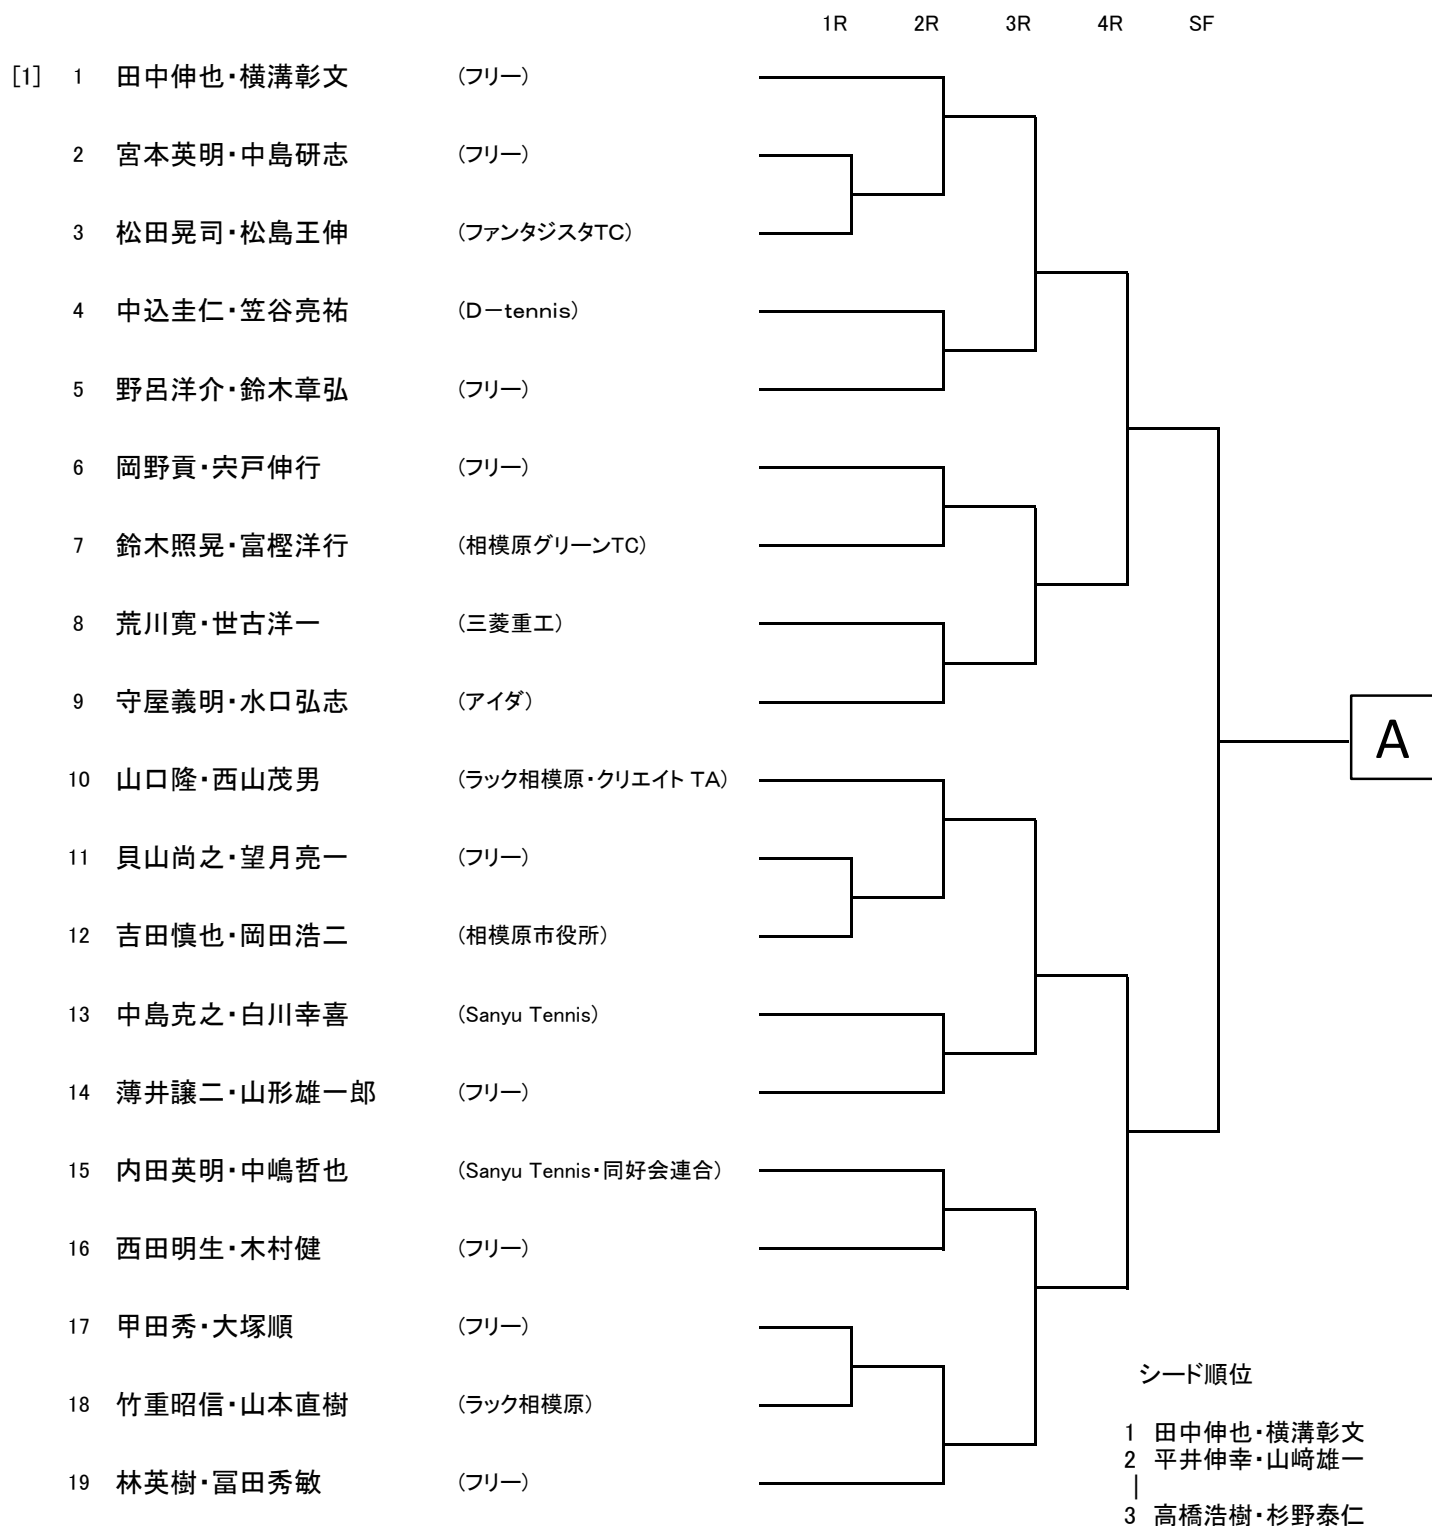 1R 2R 3R 4R SF
[1] 1 田中伸也・横溝彰文 (フリー)
2 宮本英明・中島研志 (フリー)
3 松田晃司・松島王伸 (ファンタジスタTC)
4 中込圭仁・笠谷亮祐 (D－tennis)
5 野呂洋介・鈴木章弘 (フリー)
6 岡野貢・宍戸伸行 (フリー)
7 鈴木照晃・富樫洋行 (相模原グリーンTC)
8 荒川寛・世古洋一 (三菱重工)
9 守屋義明・水口弘志 (アイダ)
A
10 山口隆・西山茂男 (ラック相模原・クリエイト TA)
11 貝山尚之・望月亮一 (フリー)
12 吉田慎也・岡田浩二 (相模原市役所)
13 中島克之・白川幸喜 (Sanyu Tennis)
14 薄井譲二・山形雄一郎 (フリー)
15 内田英明・中嶋哲也 (Sanyu Tennis・同好会連合)
16 西田明生・木村健 (フリー)
17 甲田秀・大塚順 (フリー)
18 竹重昭信・山本直樹 (ラック相模原)
19 林英樹・冨田秀敏 (フリー)
シード順位
1 田中伸也・横溝彰文
2 平井伸幸・山﨑雄一
|
3 高橋浩樹・杉野泰仁